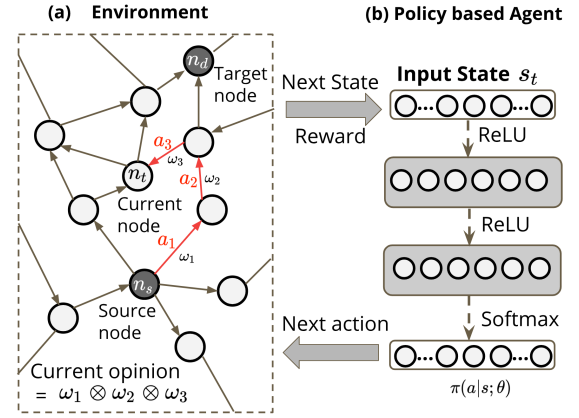 (a) Environment
n_d
Target
node
a_3
ω_3
n_t
a_2
ω_2
Current
node
a_1
ω_1
n_s
Source
node
Current opinion
= ω_1 ⊗ ω_2 ⊗ ω_3
Next State
Reward
Next action
(b) Policy based Agent
Input State s_t
...
...
ReLU
ReLU
Softmax
...
...
π(a|s;θ)